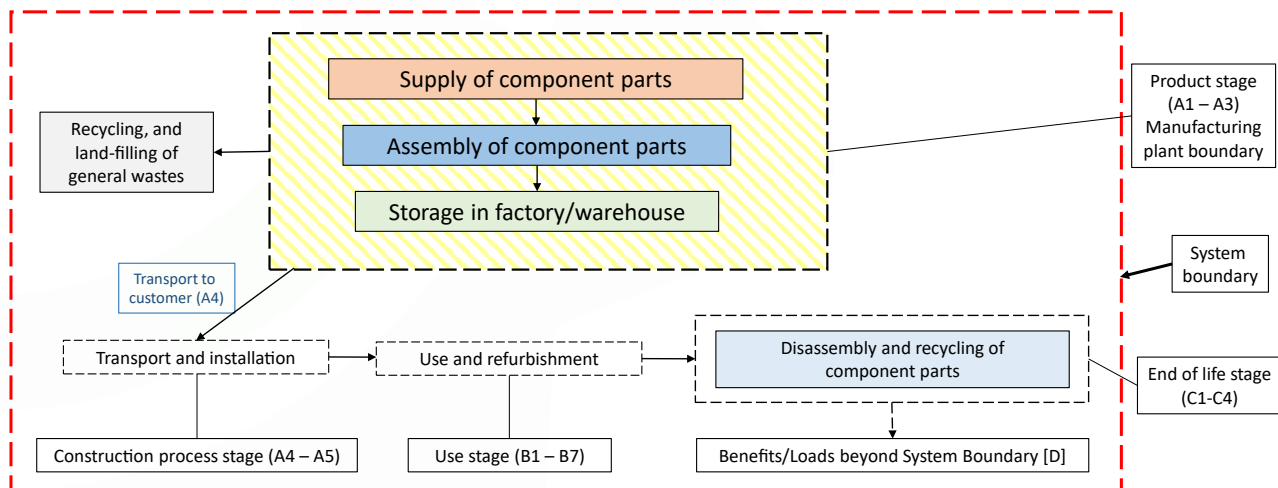 Supply of component parts
Product stage
(A1 – A3)
Manufacturing
plant boundary
Recycling, and
land-filling of
general wastes
Assembly of component parts
Storage in factory/warehouse
System
boundary
Transport to
customer (A4)
Transport and installation
Use and refurbishment
Disassembly and recycling of
component parts
End of life stage
(C1-C4)
Construction process stage (A4 – A5)
Use stage (B1 – B7)
Benefits/Loads beyond System Boundary [D]